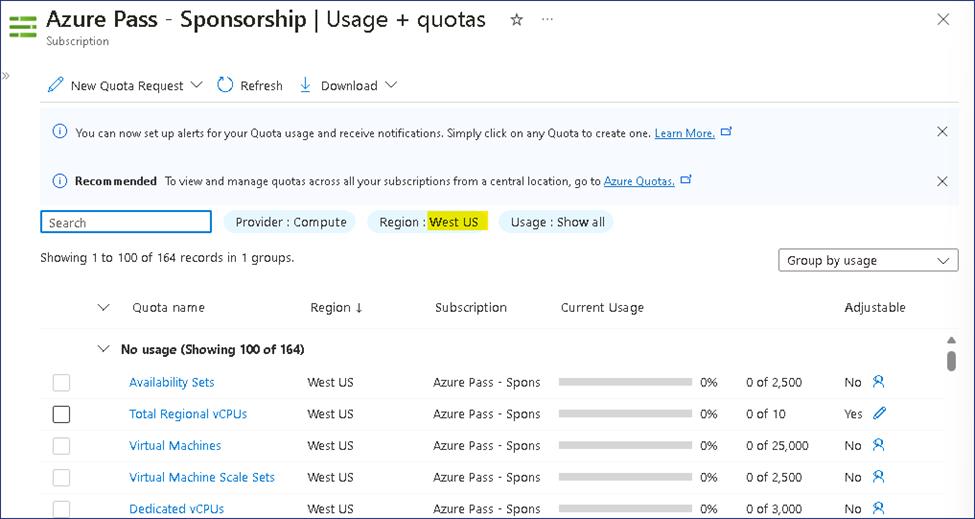 Azure Pass - Sponsorship | Usage + quotas
Subscription
New Quota Request Refresh Download
You can now set up alerts for your Quota usage and receive notifications. Simply click on any Quota to create one. Learn More.
Recommended To view and manage quotas across all your subscriptions from a central location, go to Azure Quotas.
Search Provider : Compute Region : West US Usage : Show all
Showing 1 to 100 of 164 records in 1 groups.
Group by usage
Quota name Region ↓ Subscription Current Usage Adjustable
No usage (Showing 100 of 164)
Availability Sets West US Azure Pass - Spons 0% 0 of 2,500 No
Total Regional vCPUs West US Azure Pass - Spons 0% 0 of 10 Yes
Virtual Machines West US Azure Pass - Spons 0% 0 of 25,000 No
Virtual Machine Scale Sets West US Azure Pass - Spons 0% 0 of 2,500 No
Dedicated vCPUs West US Azure Pass - Spons 0% 0 of 3,000 No